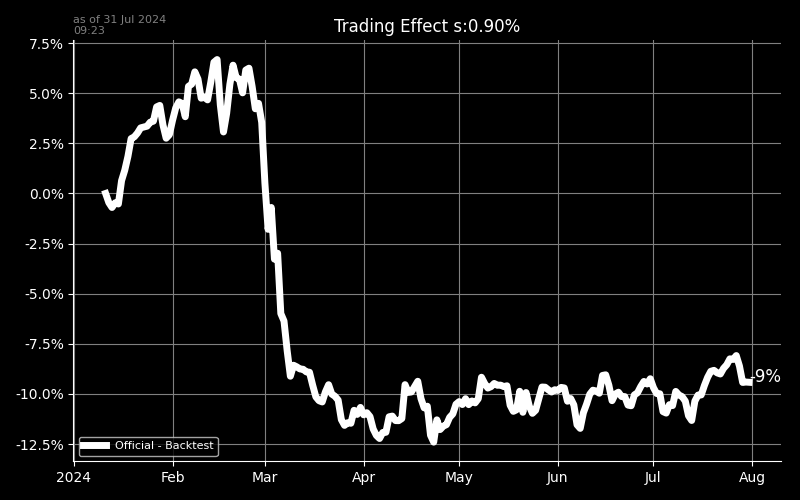 as of 31 Jul 2024
09:23
Trading Effect s:0.90%
7.5%
5.0%
2.5%
0.0%
-2.5%
-5.0%
-7.5%
-10.0%
-12.5%
-9%
Official - Backtest
2024 Feb Mar Apr May Jun Jul Aug